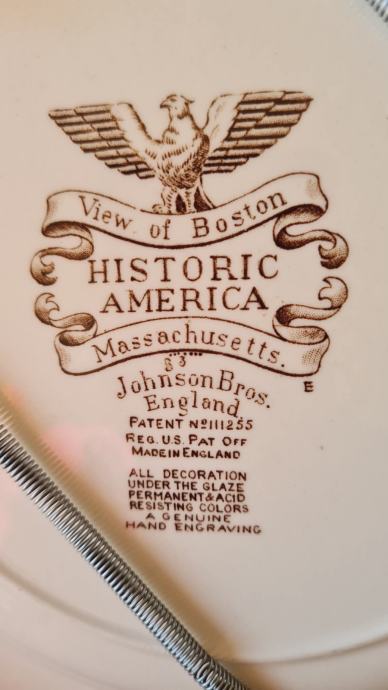 View of Boston
HISTORIC
AMERICA
Massachusetts.
Johnson Bros.
England
PATENT Nº111255
REG. U.S. PAT OFF
MADE IN ENGLAND
E
ALL DECORATION
UNDER THE GLAZE
PERMANENT & ACID
RESISTING COLORS
A GENUINE
HAND ENGRAVING